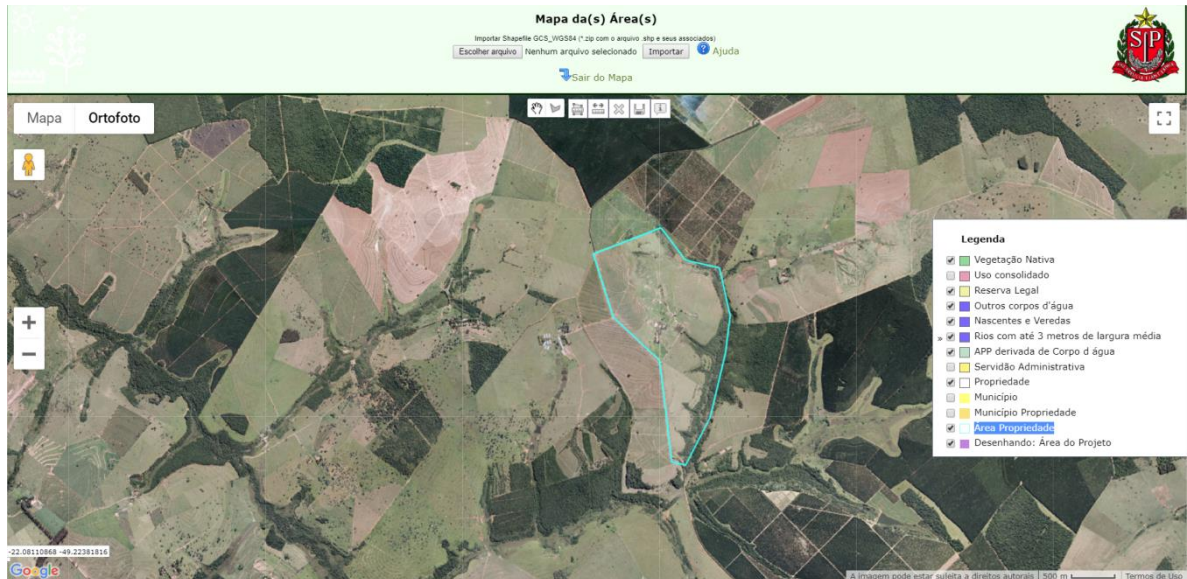 Mapa da(s) Área(s)
Importar Shapefile GCS_WGS84 (*.zip com o arquivo .shp e seus associados)
Escolher arquivo Nenhum arquivo selecionado Importar Ajuda
Sair do Mapa
SP
Mapa Ortofoto
Legenda
Vegetação Nativa
Uso consolidado
Reserva Legal
Outros corpos d'água
Nascentes e Veredas
» Rios com até 3 metros de largura média
APP derivada de Corpo d água
Servidão Administrativa
Propriedade
Município
Município Propriedade
Área Propriedade
Desenhando: Área do Projeto
-22.08110868 -49.22381816
Google
A imagem pode estar sujeita a direitos autorais 500 m Termos de Uso